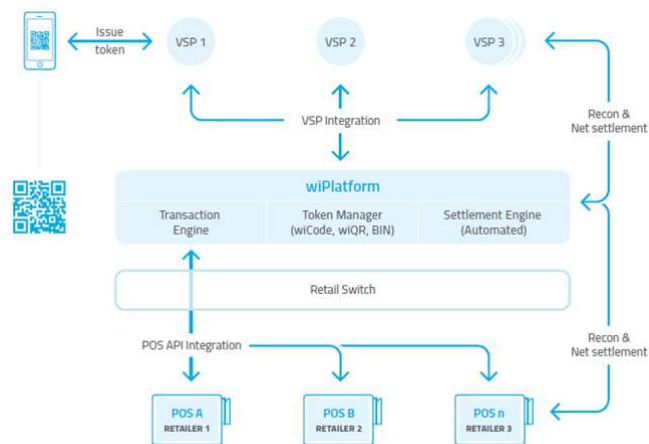 Issue
token
VSP 1
VSP 2
VSP 3
VSP Integration
Recon &
Net settlement
wiPlatform
Transaction
Engine
Token Manager
(wiCode, wiQR, BIN)
Settlement Engine
(Automated)
Retail Switch
POS API Integration
Recon &
Net settlement
POS A
RETAILER 1
POS B
RETAILER 2
POS n
RETAILER 3